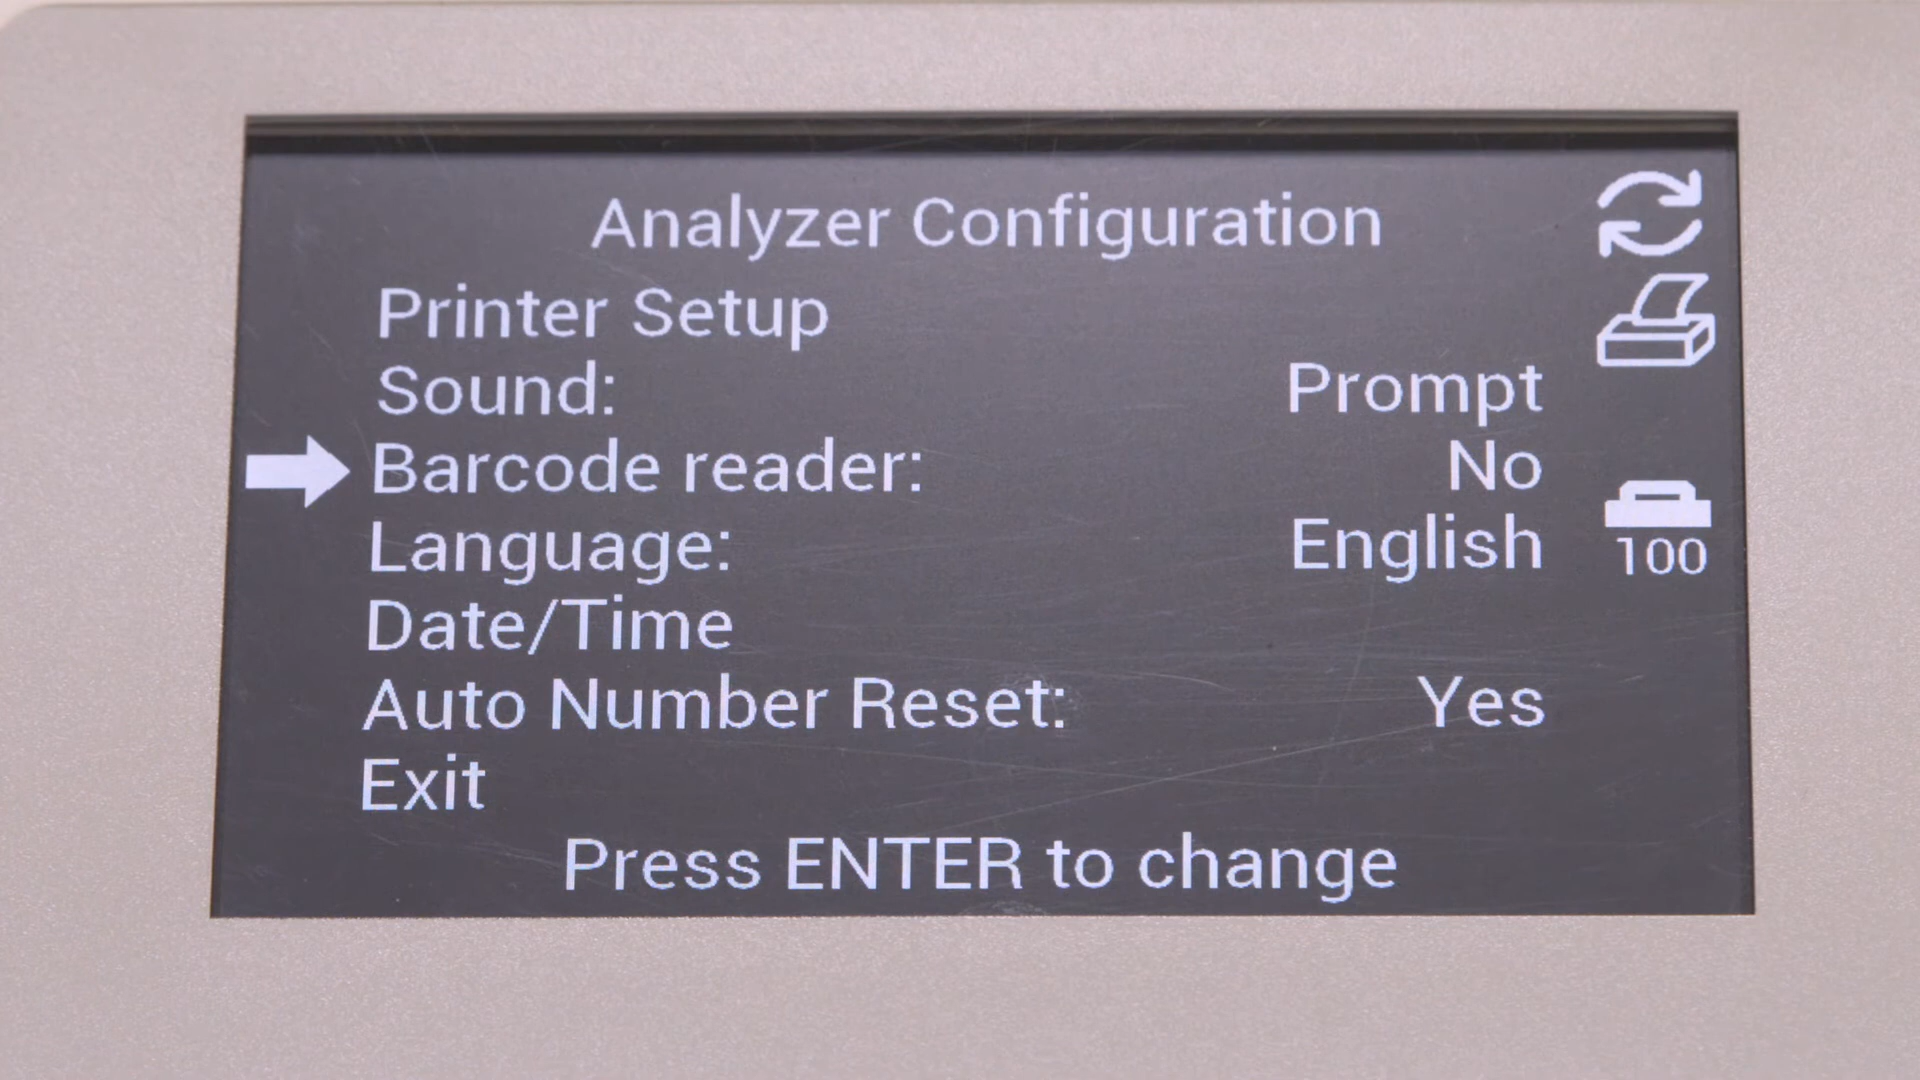 Analyzer Configuration
Printer Setup
Sound: Prompt
Barcode reader: No
Language: English
100
Date/Time
Auto Number Reset: Yes
Exit
Press ENTER to change